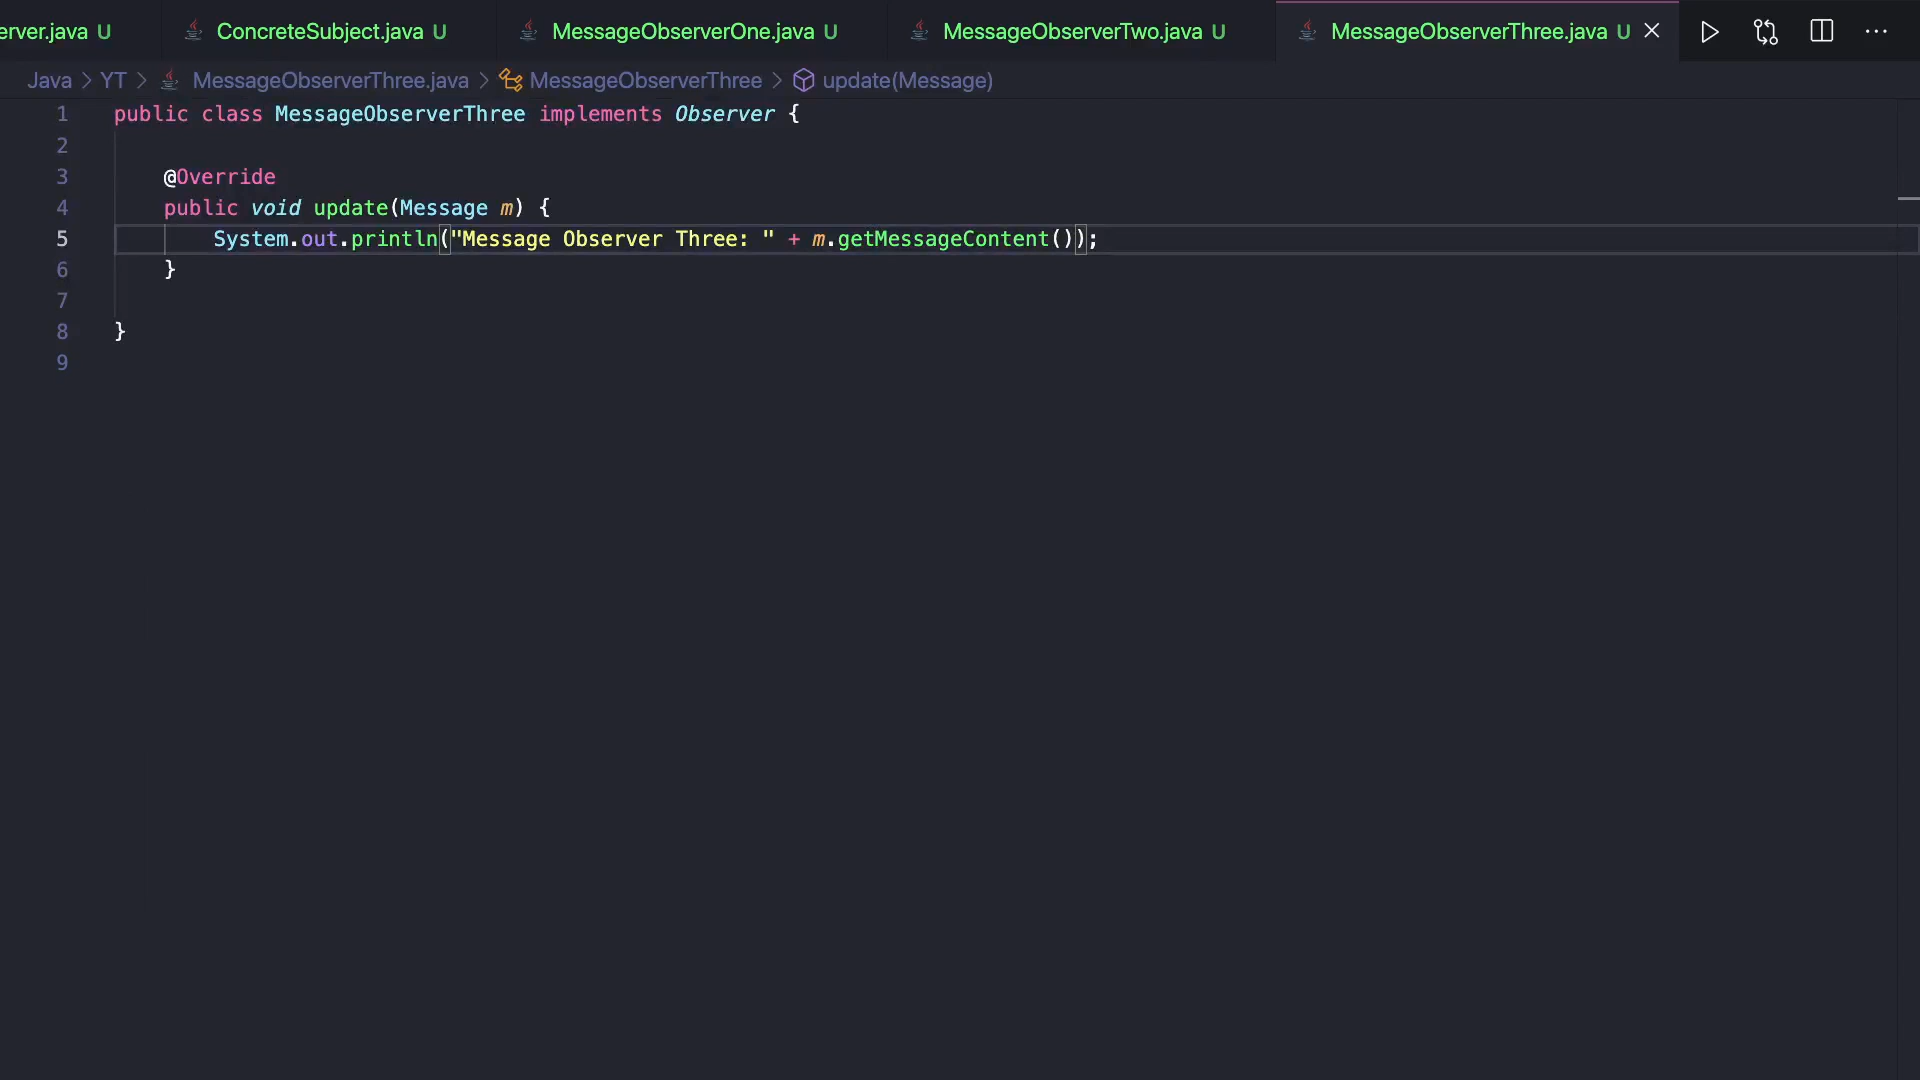 erver.java U ConcreteSubject.java U MessageObserverOne.java U MessageObserverTwo.java U MessageObserverThree.java U
Java > YT > MessageObserverThree.java > MessageObserverThree > update(Message)
1 public class MessageObserverThree implements Observer {
2
3 @Override
4 public void update(Message m) {
5 System.out.println("Message Observer Three: " + m.getMessageContent());
6 }
7
8 }
9